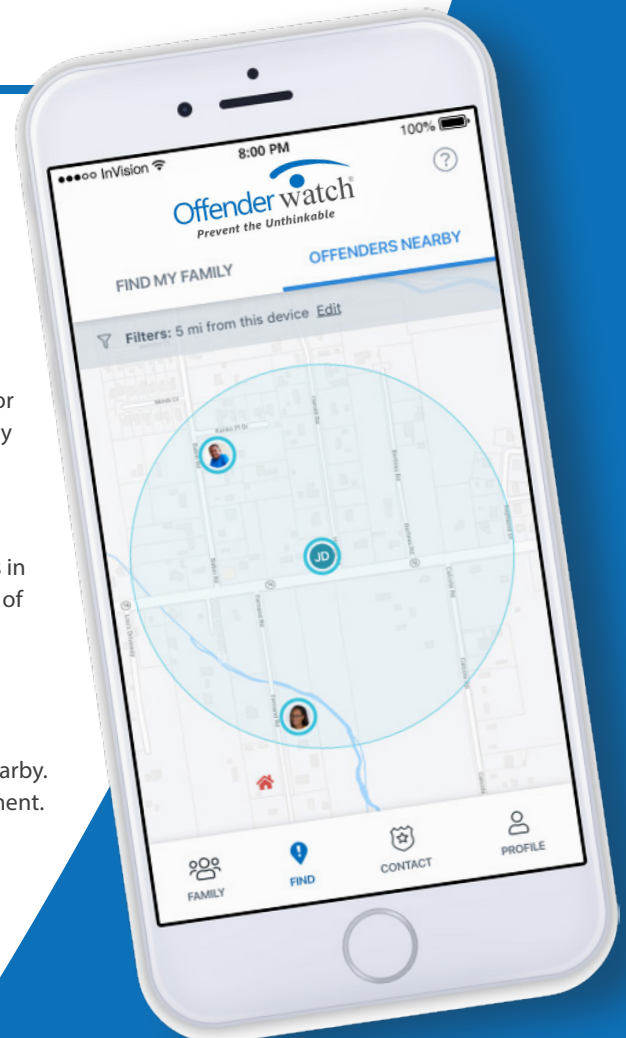 or
y
s in
of
arby.
ment.
InVision
8:00 PM
100%
Offender watch®
Prevent the Unthinkable
?
FIND MY FAMILY
OFFENDERS NEARBY
Filters: 5 mi from this device Edit
JD
FAMILY
FIND
CONTACT
PROFILE